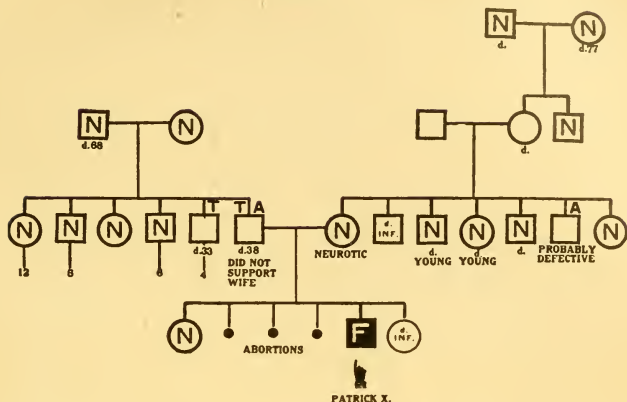 N N
d. d.77
N N N
d.68 d.
T T A A
N N N N N d. INF. N N N N
d.33 d.38 NEUROTIC d. YOUNG d. YOUNG d. PROBABLY DEFECTIVE
12 8 6 4 DID NOT SUPPORT WIFE
N F d. INF.
ABORTIONS
PATRICK X.